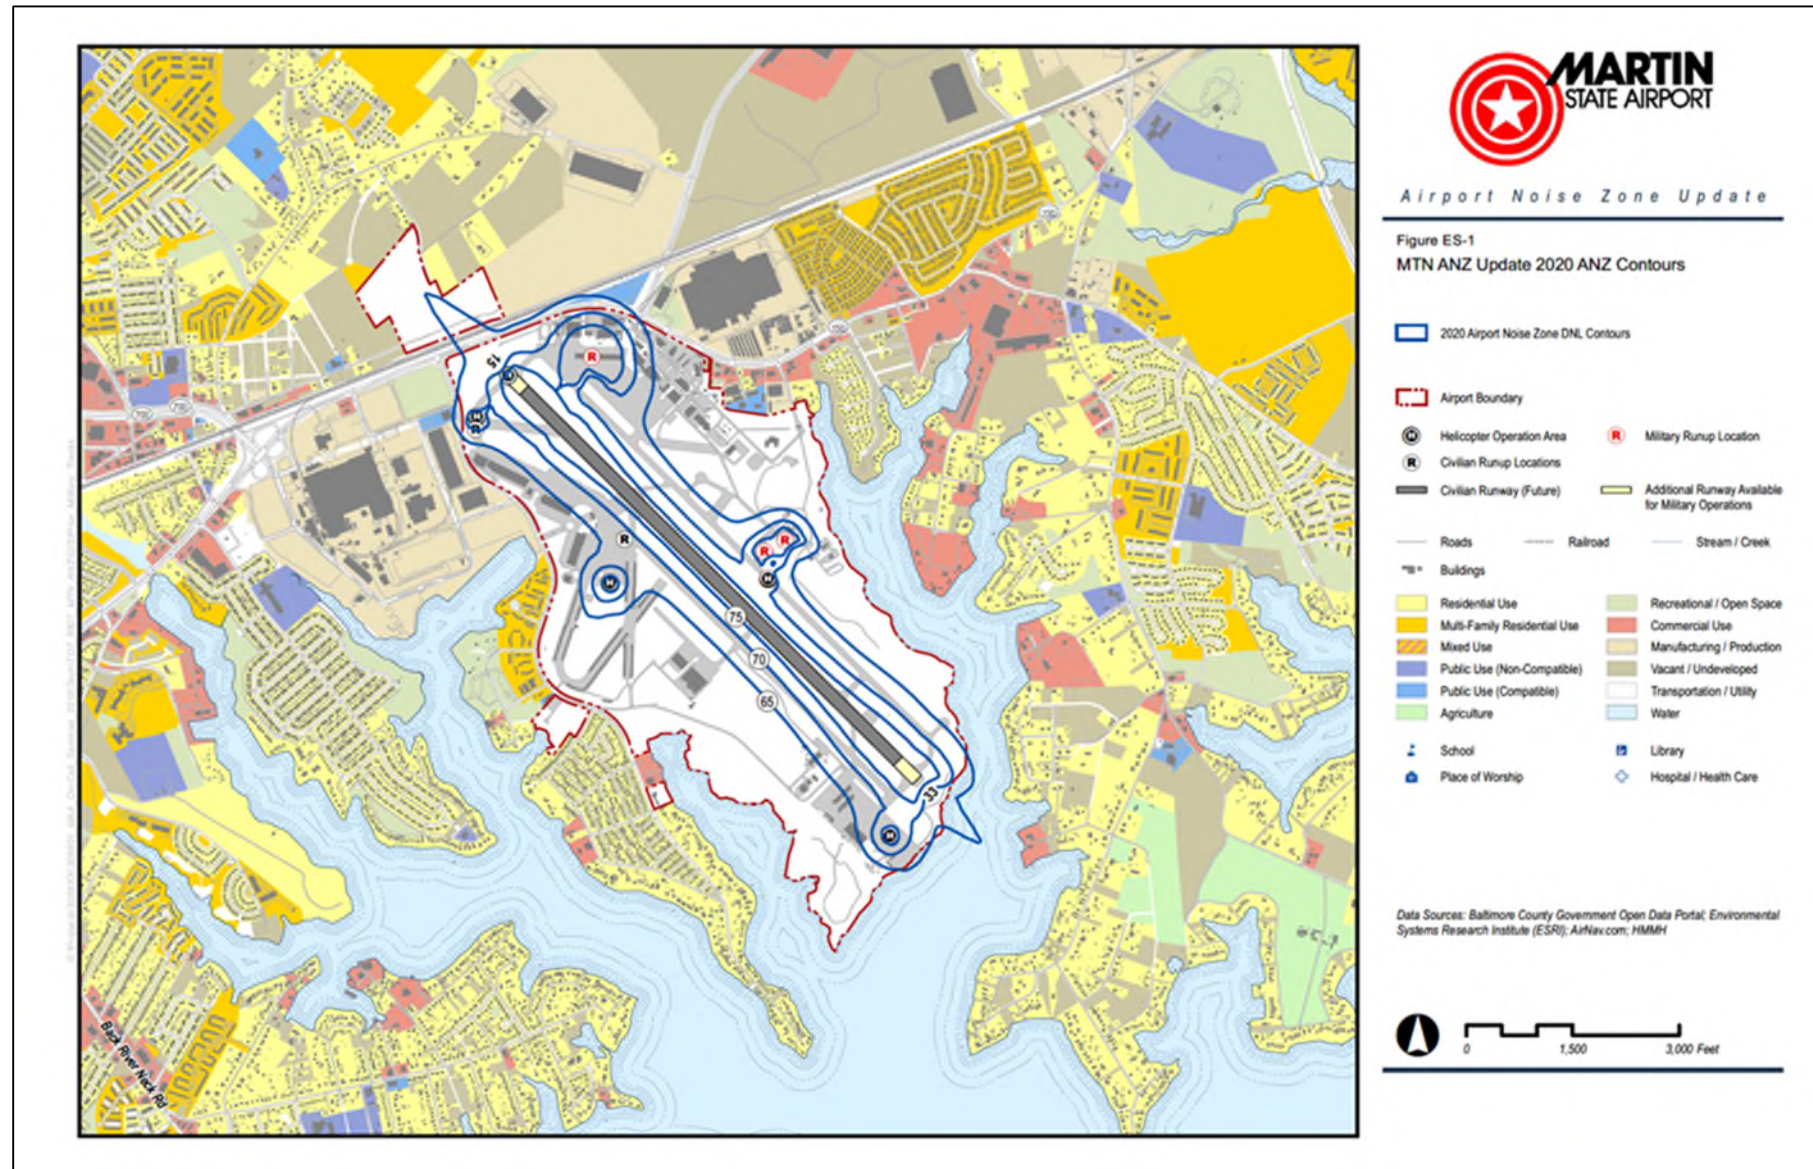 MARTIN
STATE AIRPORT
Airport Noise Zone Update
Figure ES-1
MTN ANZ Update 2020 ANZ Contours
2020 Airport Noise Zone DNL Contours
Airport Boundary
H Helicopter Operation Area
R Military Runup Location
R Civilian Runup Locations
Civilian Runway (Future)
Additional Runway Available
for Military Operations
Roads
Railroad
Stream / Creek
Buildings
Residential Use
Recreational / Open Space
Multi-Family Residential Use
Commercial Use
Mixed Use
Manufacturing / Production
Public Use (Non-Compatible)
Vacant / Undeveloped
Public Use (Compatible)
Transportation / Utility
Agriculture
Water
School
Library
Place of Worship
Hospital / Health Care
Data Sources: Baltimore County Government Open Data Portal; Environmental
Systems Research Institute (ESRI); AirNav.com; HMMH
0 1,500 3,000 Feet
15
R
H
R
H
R R
H
75
70
65
33
H
Back River Neck Rd